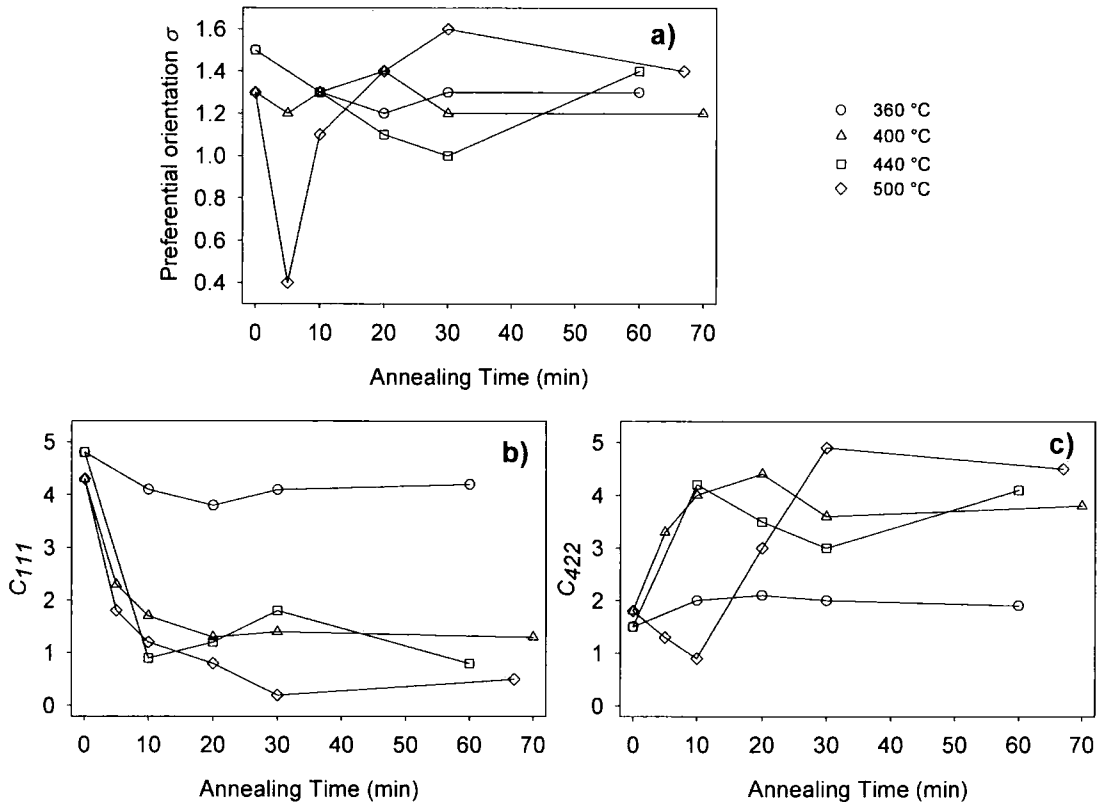 a)
1.6
1.4
1.2
1.0
0.8
0.6
0.4
Preferential orientation σ
0 10 20 30 40 50 60 70
Annealing Time (min)
360 °C
400 °C
440 °C
500 °C
b)
5
4
3
2
1
0
C111
0 10 20 30 40 50 60 70
Annealing Time (min)
c)
5
4
3
2
1
0
C422
0 10 20 30 40 50 60 70
Annealing Time (min)